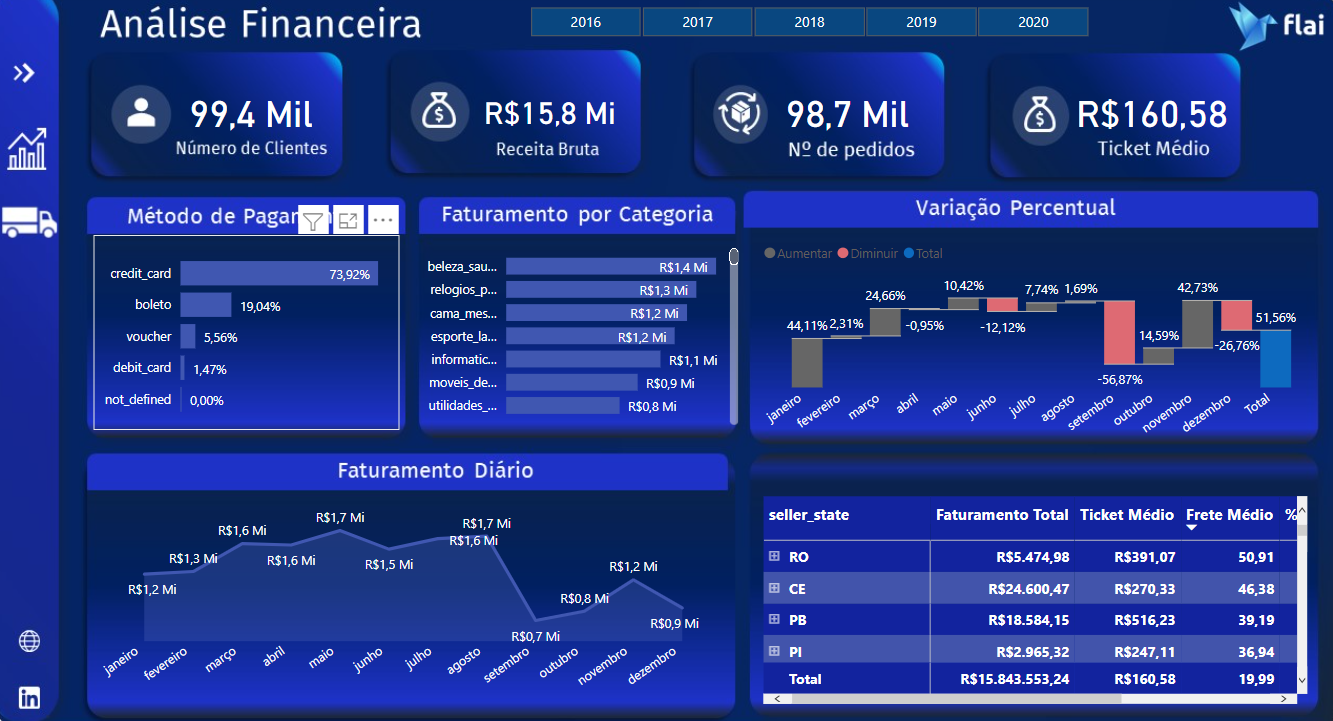 Análise Financeira
2016 2017 2018 2019 2020
flai
99,4 Mil
Número de Clientes
R$15,8 Mi
Receita Bruta
98,7 Mil
Nº de pedidos
R$160,58
Ticket Médio
Método de Pagam
credit_card 73,92%
boleto 19,04%
voucher 5,56%
debit_card 1,47%
not_defined 0,00%
Faturamento por Categoria
beleza_sau... R$1,4 Mi
relogios_p... R$1,3 Mi
cama_mes... R$1,2 Mi
esporte_la... R$1,2 Mi
informatic... R$1,1 Mi
moveis_de... R$0,9 Mi
utilidades_... R$0,8 Mi
Variação Percentual
Aumentar Diminuir Total
44,11% 2,31% 24,66% -0,95% 10,42% -12,12% 7,74% 1,69% -56,87% 14,59% 42,73% -26,76% 51,56%
janeiro fevereiro março abril maio junho julho agosto setembro outubro novembro dezembro Total
Faturamento Diário
R$1,2 Mi R$1,3 Mi R$1,6 Mi R$1,6 Mi R$1,7 Mi R$1,5 Mi R$1,6 Mi R$1,7 Mi R$0,7 Mi R$0,8 Mi R$1,2 Mi R$0,9 Mi
janeiro fevereiro março abril maio junho julho agosto setembro outubro novembro dezembro
seller_state Faturamento Total Ticket Médio Frete Médio %
RO R$5.474,98 R$391,07 50,91
CE R$24.600,47 R$270,33 46,38
PB R$18.584,15 R$516,23 39,19
PI R$2.965,32 R$247,11 36,94
Total R$15.843.553,24 R$160,58 19,99
in